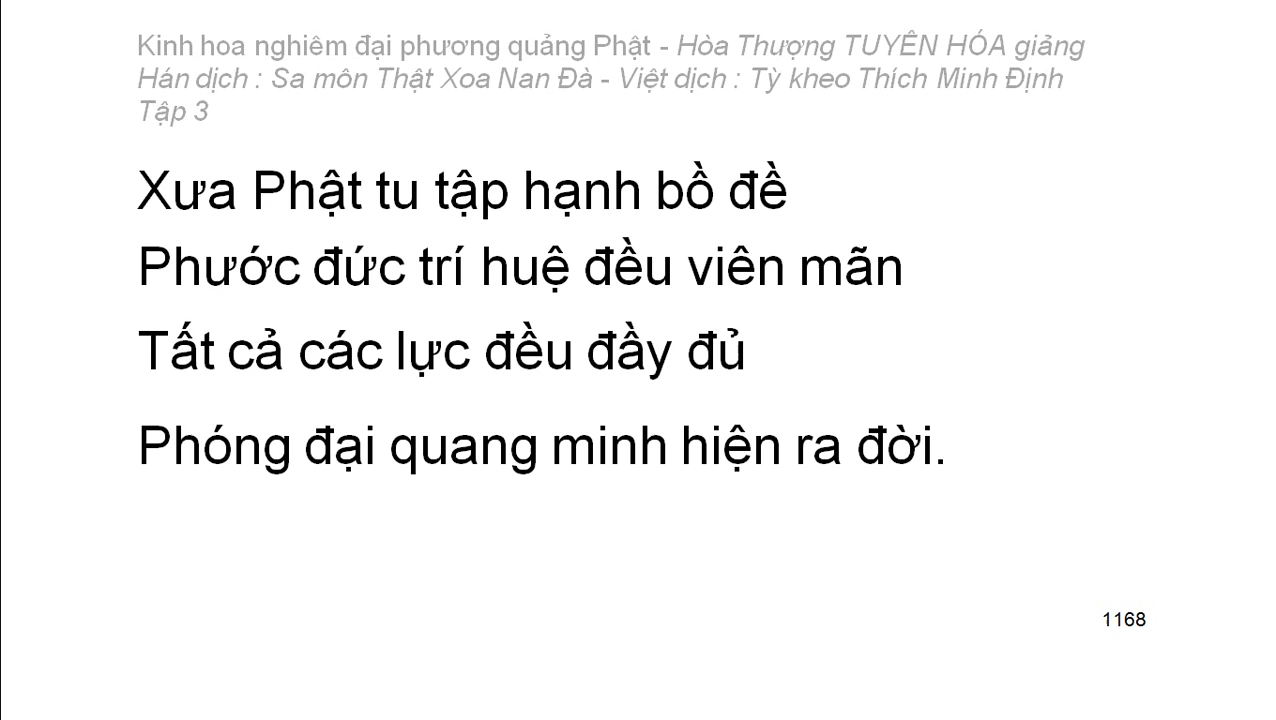 Kinh hoa nghiêm đại phương quảng Phật - Hòa Thượng TUYÊN HÓA giảng
Hán dịch : Sa môn Thật Xoa Nan Đà - Việt dịch : Tỳ kheo Thích Minh Định
Tập 3
Xưa Phật tu tập hạnh bồ đề
Phước đức trí huệ đều viên mãn
Tất cả các lực đều đầy đủ
Phóng đại quang minh hiện ra đời.
1168